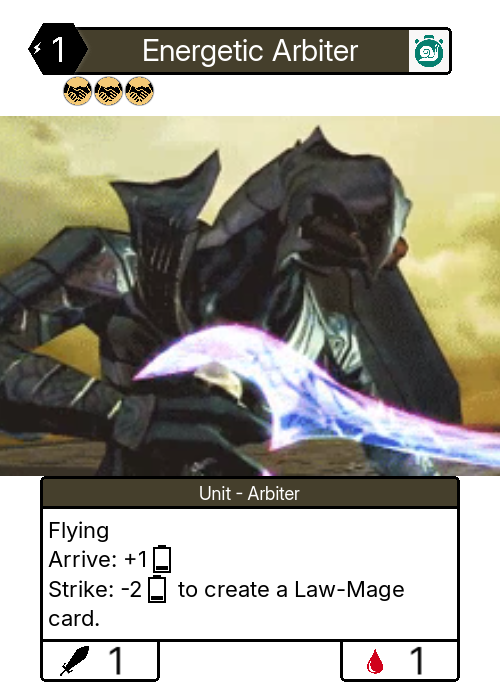 1
Energetic Arbiter
Unit - Arbiter
Flying
Arrive: +1
Strike: -2 to create a Law-Mage
card.
1
1